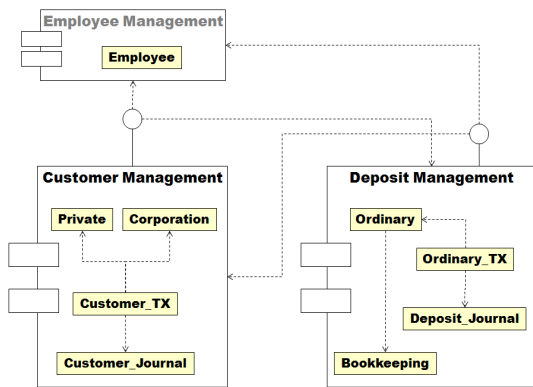 Employee Management
Employee
Customer Management
Deposit Management
Private
Corporation
Ordinary
Ordinary_TX
Customer_TX
Deposit_Journal
Customer_Journal
Bookkeeping